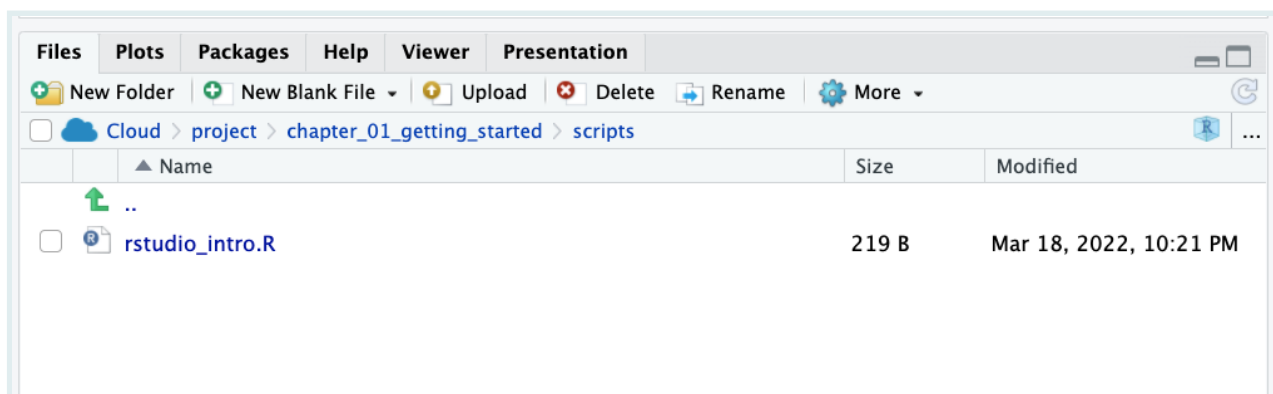 Files Plots Packages Help Viewer Presentation
New Folder New Blank File Upload Delete Rename More
Cloud > project > chapter_01_getting_started > scripts R ...
Name Size Modified
..
R rstudio_intro.R 219 B Mar 18, 2022, 10:21 PM